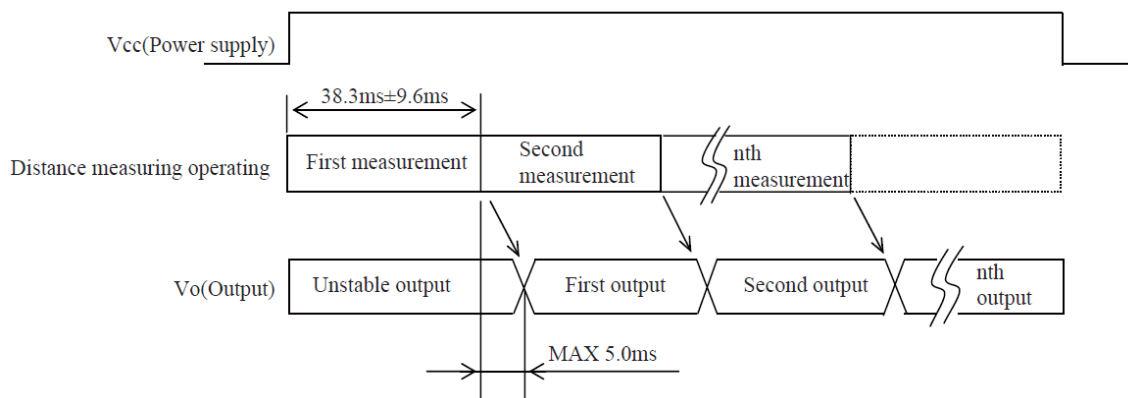 Vcc(Power supply)
38.3ms±9.6ms
Distance measuring operating
First measurement
Second
measurement
nth
measurement
Vo(Output)
Unstable output
First output
Second output
nth
output
MAX 5.0ms